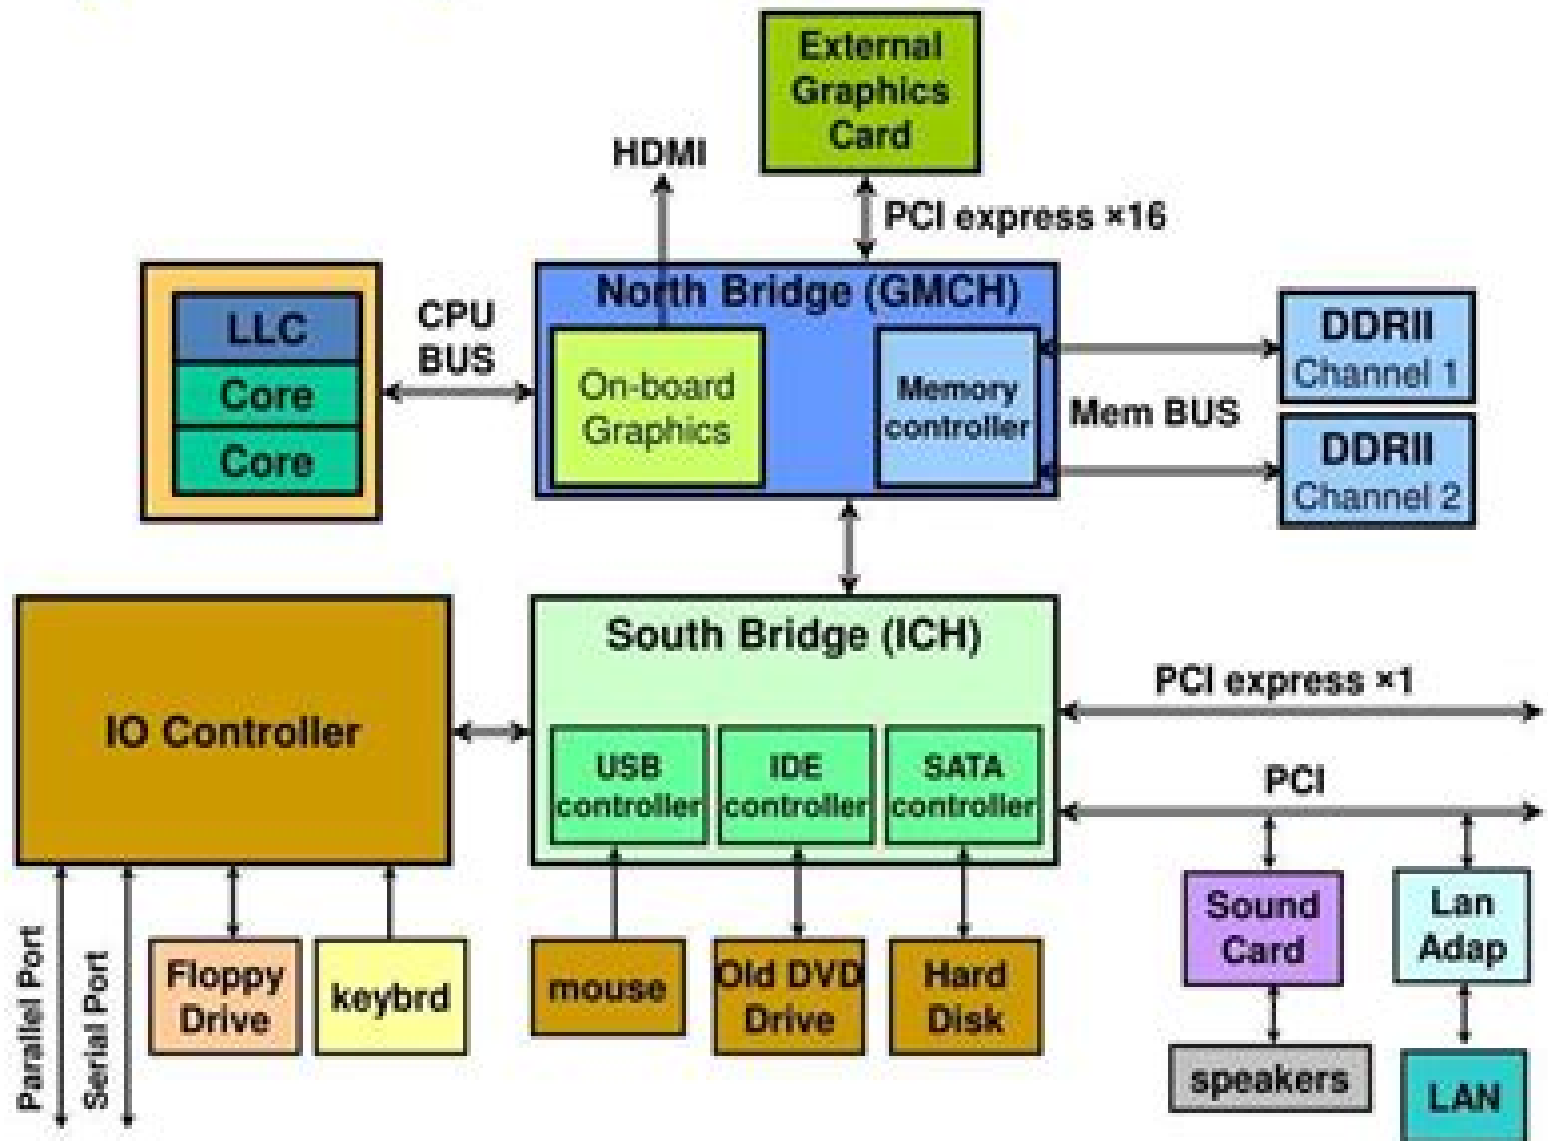 External
Graphics
Card
HDMI
PCI express ×16
North Bridge (GMCH)
LLC
Core
Core
CPU
BUS
On-board
Graphics
Memory
controller
Mem BUS
DDRII
Channel 1
DDRII
Channel 2
IO Controller
South Bridge (ICH)
USB
controller
IDE
controller
SATA
controller
PCI express ×1
PCI
Parallel Port
Serial Port
Floppy
Drive
keybrd
mouse
Old DVD
Drive
Hard
Disk
Sound
Card
Lan
Adap
speakers
LAN